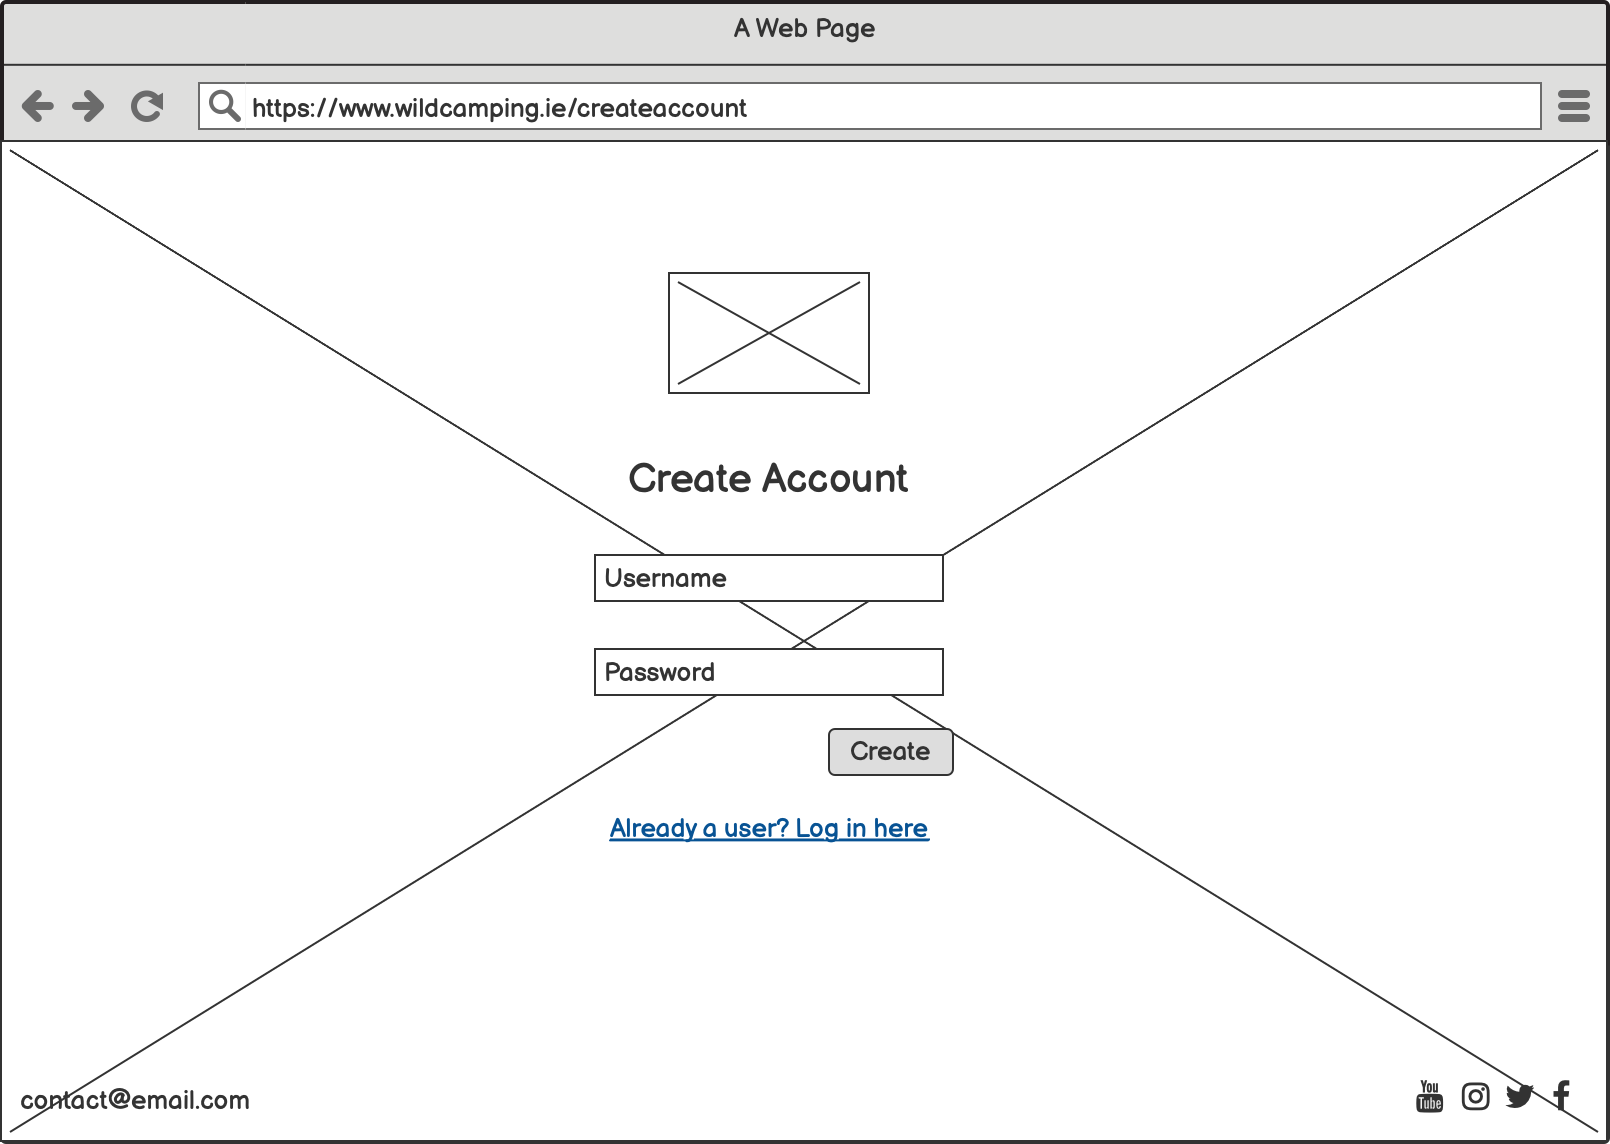 A Web Page
https://www.wildcamping.ie/createaccount
Create Account
Username
Password
Create
Already a user? Log in here
contact@email.com
You
Tube